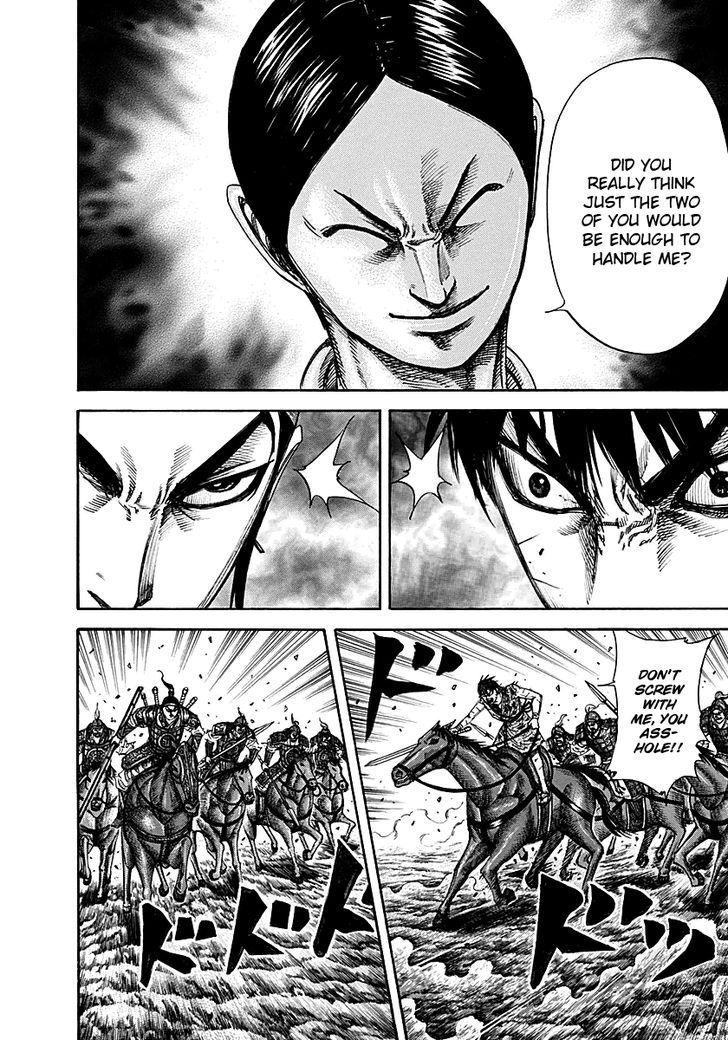 DID YOU
REALLY THINK
JUST THE TWO
OF YOU WOULD
BE ENOUGH TO
HANDLE ME?
DON'T
SCREW
WITH
ME, YOU
ASS-
HOLE!!
ド
ドッ
ドドド